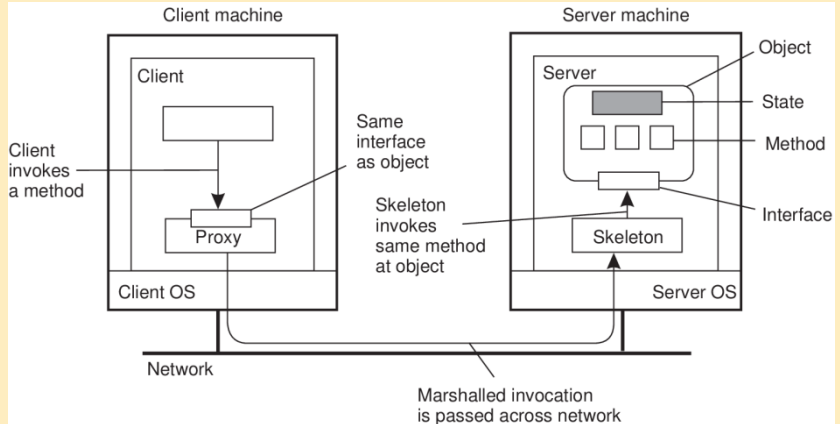 Client machine
Server machine
Object
Client
Server
State
Same
interface
as object
Client
invokes
a method
Method
Skeleton
invokes
same method
at object
Interface
Proxy
Skeleton
Client OS
Server OS
Network
Marshalled invocation
is passed across network